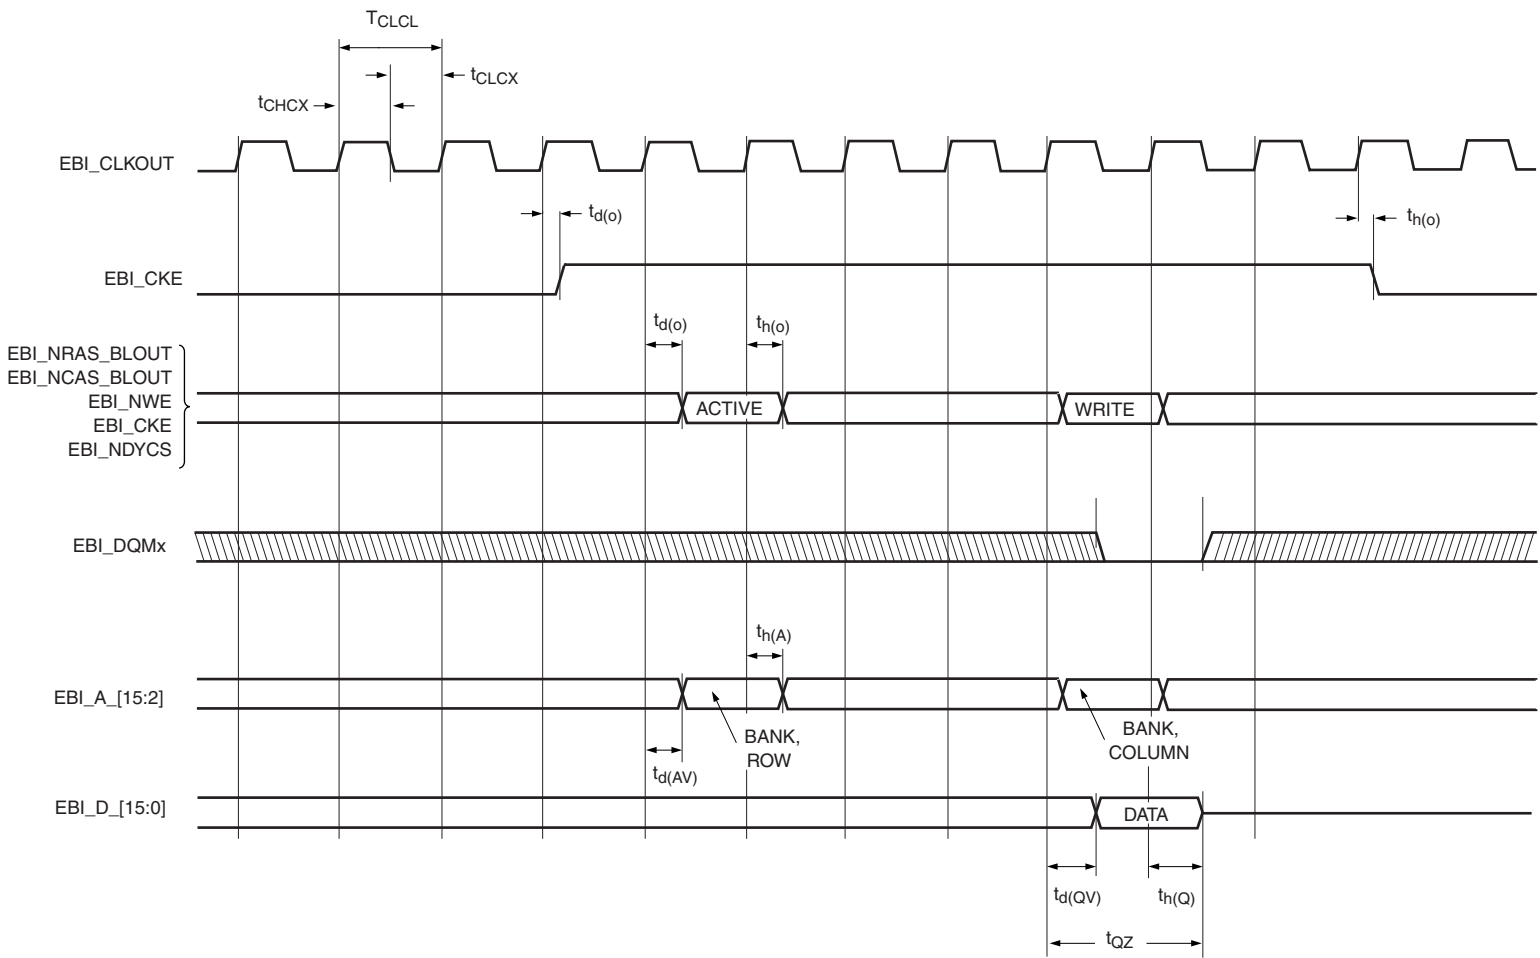 TCLCL
tCLCX
tCHCX
EBI_CLKOUT
td(o)
th(o)
EBI_CKE
td(o)
th(o)
EBI_NRAS_BLOUT
EBI_NCAS_BLOUT
EBI_NWE
EBI_CKE
EBI_NDYCS
ACTIVE
WRITE
EBI_DQMx
th(A)
EBI_A_[15:2]
BANK,
ROW
BANK,
COLUMN
td(AV)
EBI_D_[15:0]
DATA
td(QV)
th(Q)
tQZ